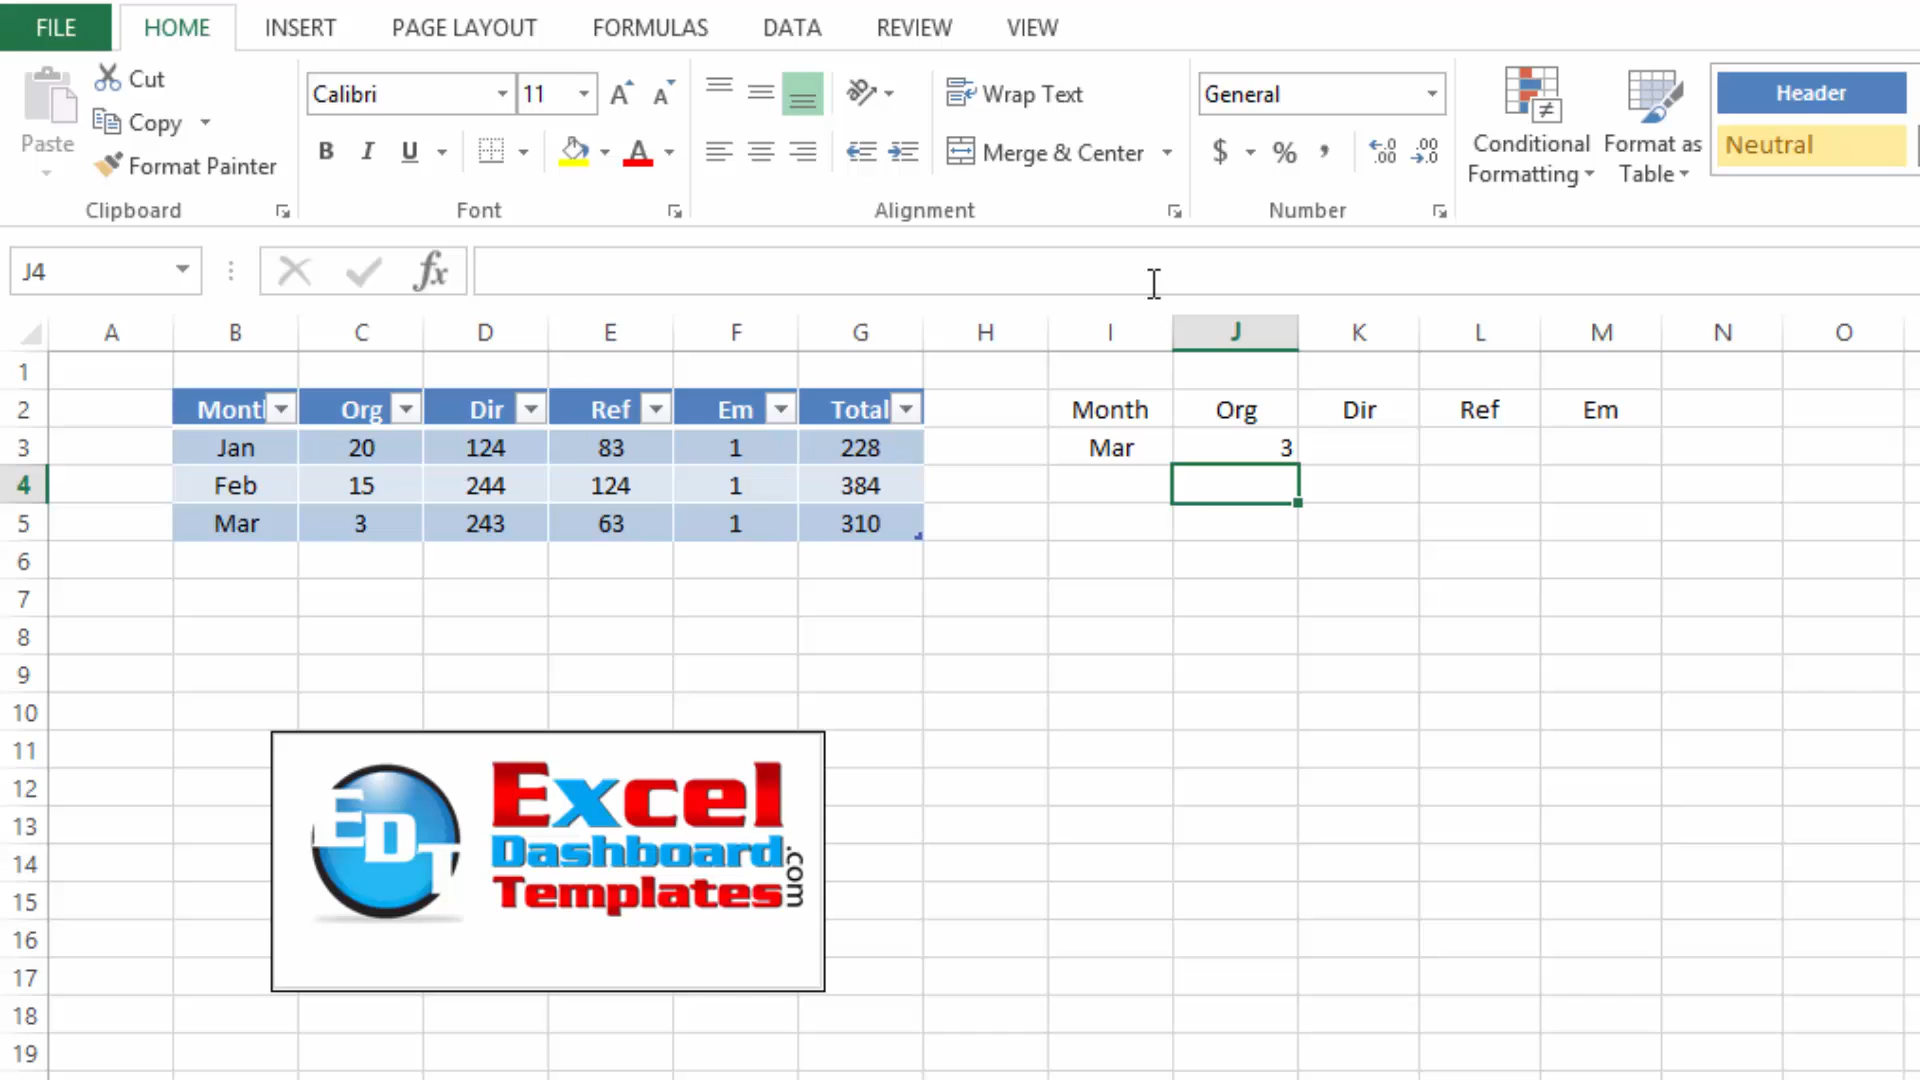 FILE HOME INSERT PAGE LAYOUT FORMULAS DATA REVIEW VIEW
Paste
Cut
Copy
Format Painter
Clipboard
Calibri 11
A A
B I U A
Font
Wrap Text
Merge & Center
Alignment
General
$ % , .00 .00
Number
Conditional
Formatting
Format as
Table
Header
Neutral
J4 fx
A B C D E F G H I J K L M N O
1
2 Month Org Dir Ref Em Total Month Org Dir Ref Em
3 Jan 20 124 83 1 228 Mar 3
4 Feb 15 244 124 1 384
5 Mar 3 243 63 1 310
6
7
8
9
10
11
12
13
14
15
16
17
18
19
EDT
Excel
Dashboard
Templates
.com